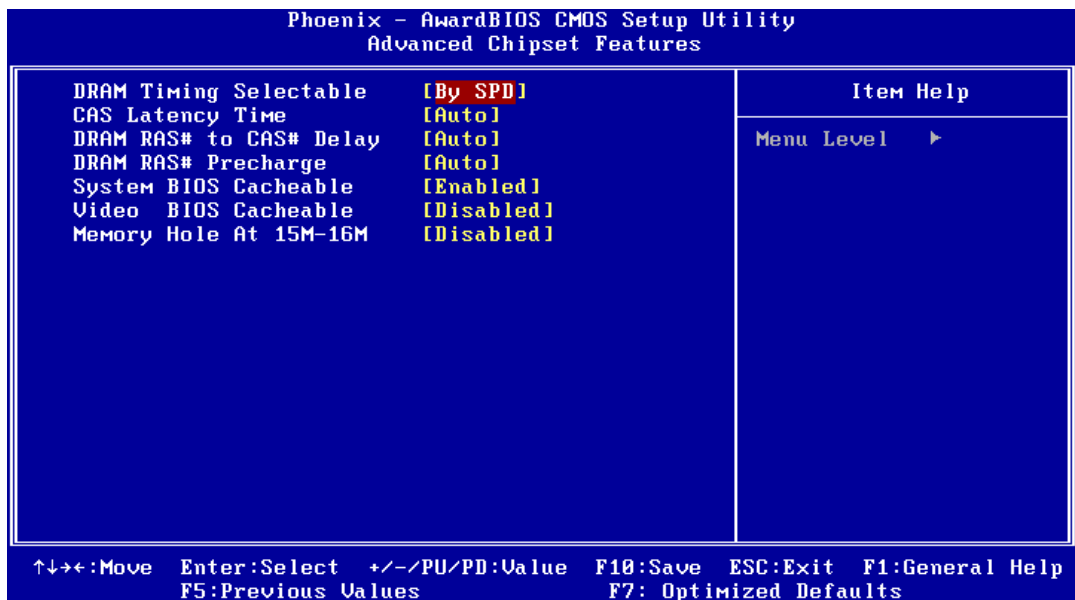 Phoenix - AwardBIOS CMOS Setup Utility
Advanced Chipset Features
DRAM Timing Selectable [By SPD]
CAS Latency Time [Auto]
DRAM RAS# to CAS# Delay [Auto]
DRAM RAS# Precharge [Auto]
System BIOS Cacheable [Enabled]
Video BIOS Cacheable [Disabled]
Memory Hole At 15M-16M [Disabled]
Item Help
Menu Level ▶
↑↓→←:Move Enter:Select +/-/PU/PD:Value F10:Save ESC:Exit F1:General Help
F5:Previous Values F7: Optimized Defaults